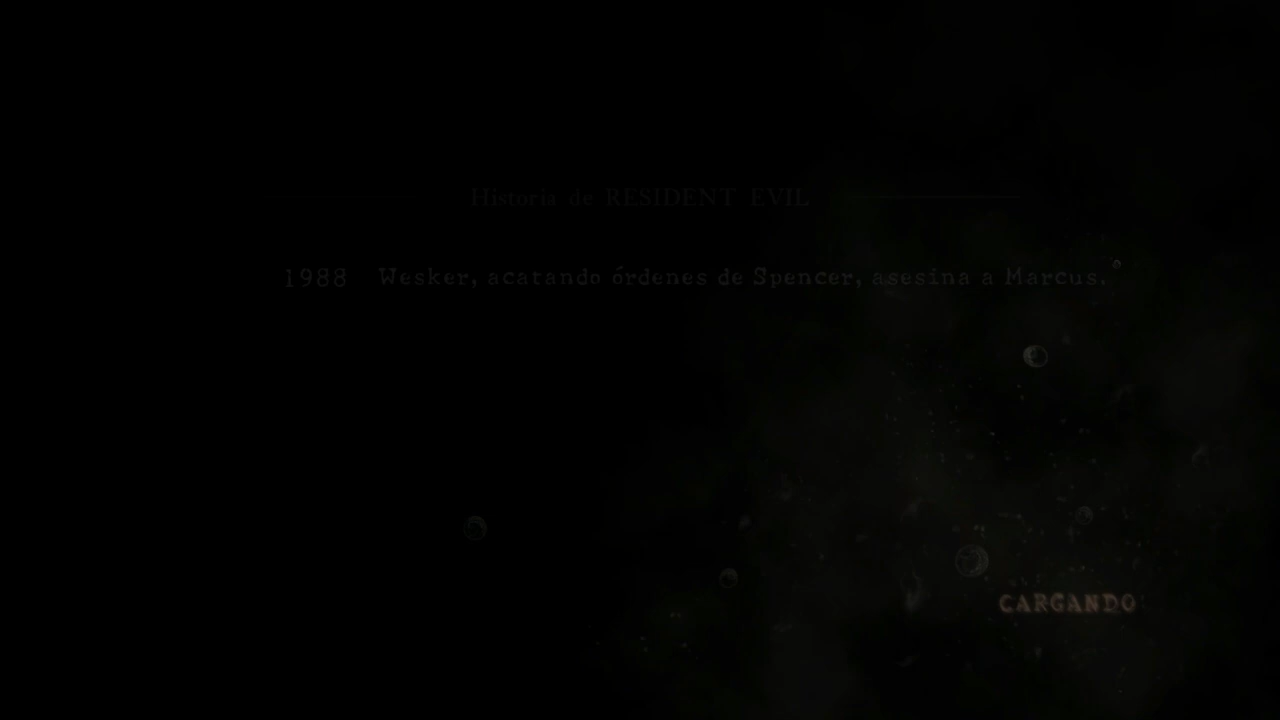 Historia de RESIDENT EVIL
1988 Wesker, acatando órdenes de Spencer, asesina a Marcus.
CARGANDO